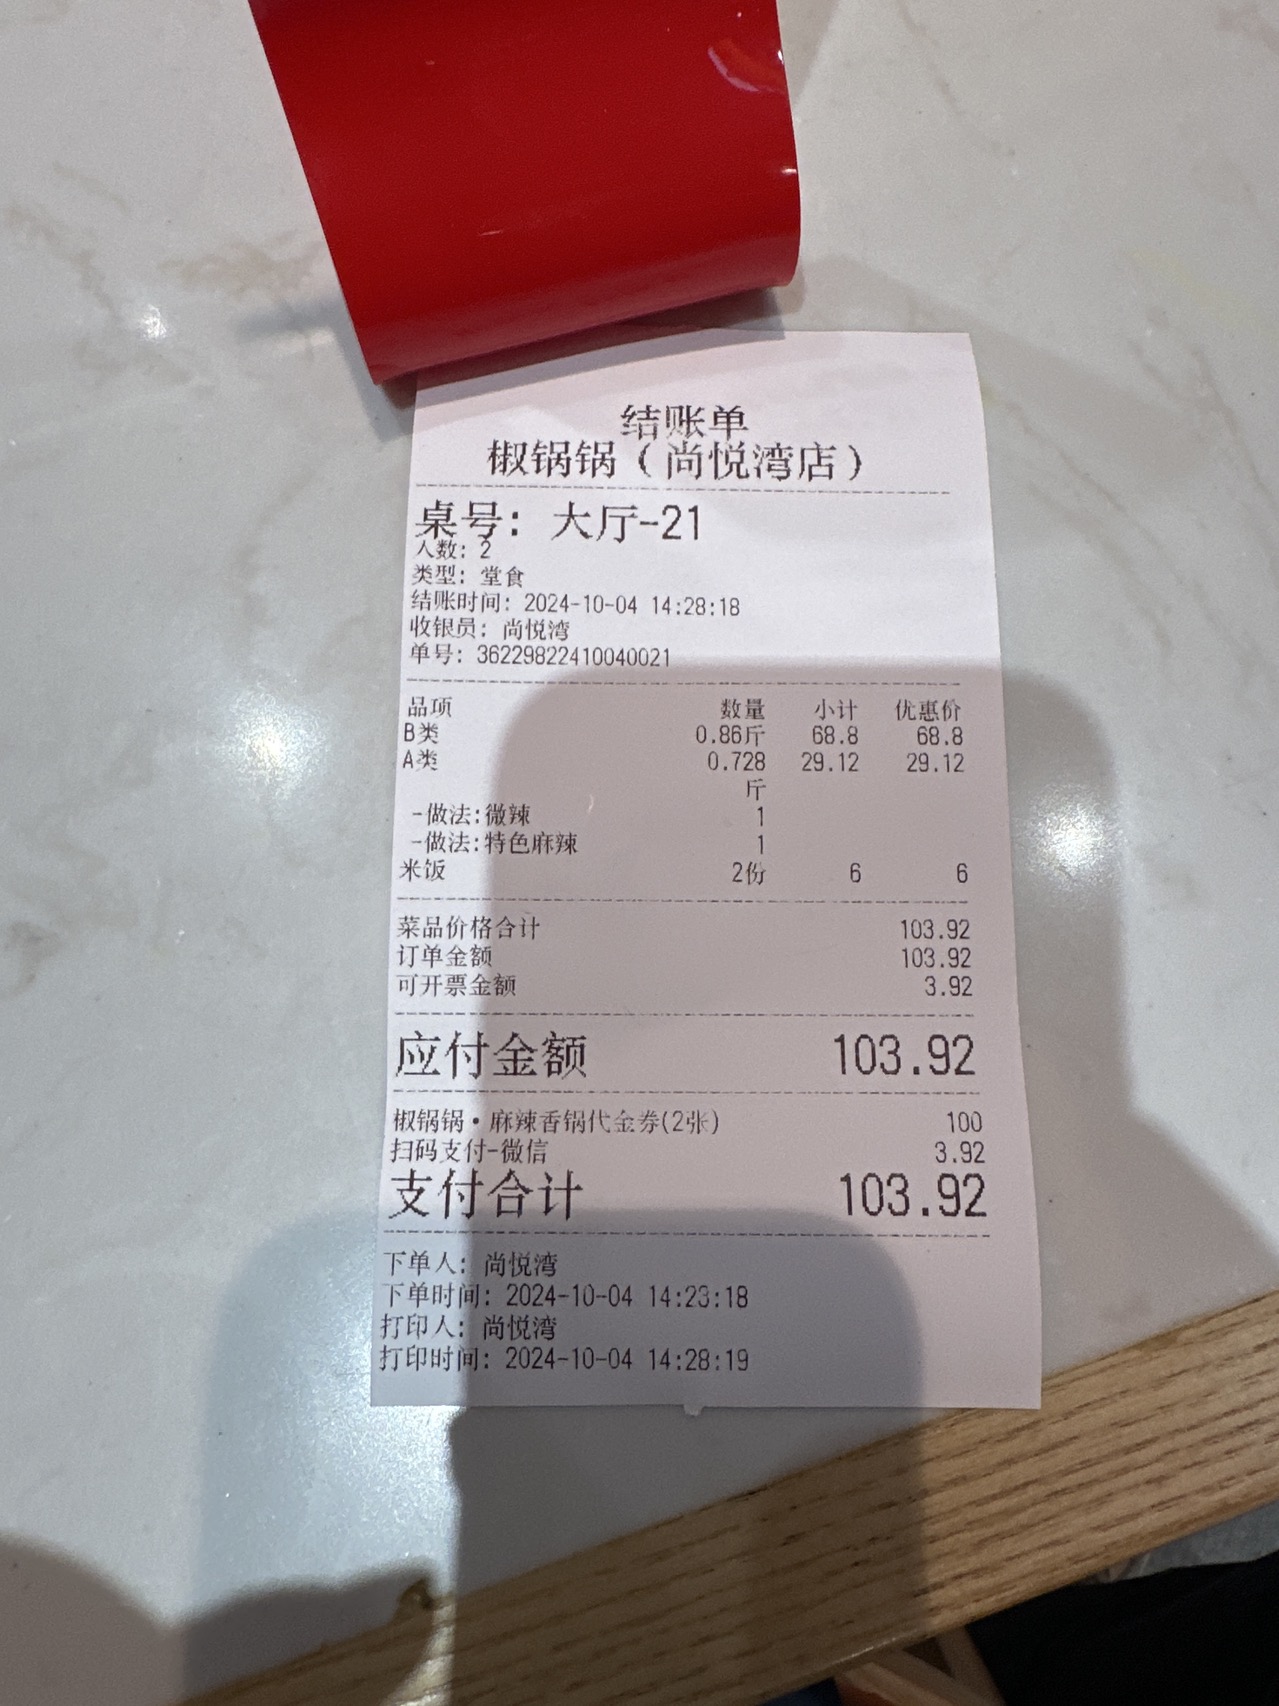 结账单
椒锅锅（尚悦湾店）
桌号: 大厅-21
人数: 2
类型: 堂食
结账时间: 2024-10-04 14:28:18
收银员: 尚悦湾
单号: 36229822410040021
品项 数量 小计 优惠价
B类 0.86斤 68.8 68.8
A类 0.728 29.12 29.12
斤
-做法:微辣 1
-做法:特色麻辣 1
米饭 2份 6 6
菜品价格合计 103.92
订单金额 103.92
可开票金额 3.92
应付金额 103.92
椒锅锅•麻辣香锅代金券(2张) 100
扫码支付-微信 3.92
支付合计 103.92
下单人: 尚悦湾
下单时间: 2024-10-04 14:23:18
打印人: 尚悦湾
打印时间: 2024-10-04 14:28:19